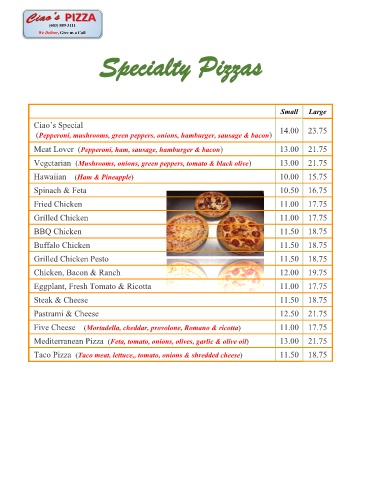 Ciao's PIZZA
(603) 889-3111
We Deliver, Give us a Call
Specialty Pizzas
Small Large
Ciao's Special
(Pepperoni, mushrooms, green peppers, onions, hamburger, sausage & bacon) 14.00 23.75
Meat Lover (Pepperoni, ham, sausage, hamburger & bacon) 13.00 21.75
Vegetarian (Mushrooms, onions, green peppers, tomato & black olive) 13.00 21.75
Hawaiian (Ham & Pineapple) 10.00 15.75
Spinach & Feta 10.50 16.75
Fried Chicken 11.00 17.75
Grilled Chicken 11.00 17.75
BBQ Chicken 11.50 18.75
Buffalo Chicken 11.50 18.75
Grilled Chicken Pesto 11.50 18.75
Chicken, Bacon & Ranch 12.00 19.75
Eggplant, Fresh Tomato & Ricotta 11.00 17.75
Steak & Cheese 11.50 18.75
Pastrami & Cheese 12.50 21.75
Five Cheese (Mortadella, cheddar, provolone, Romano & ricotta) 11.00 17.75
Mediterranean Pizza (Feta, tomato, onions, olives, garlic & olive oil) 13.00 21.75
Taco Pizza (Taco meat, lettuce,, tomato, onions & shredded cheese) 11.50 18.75